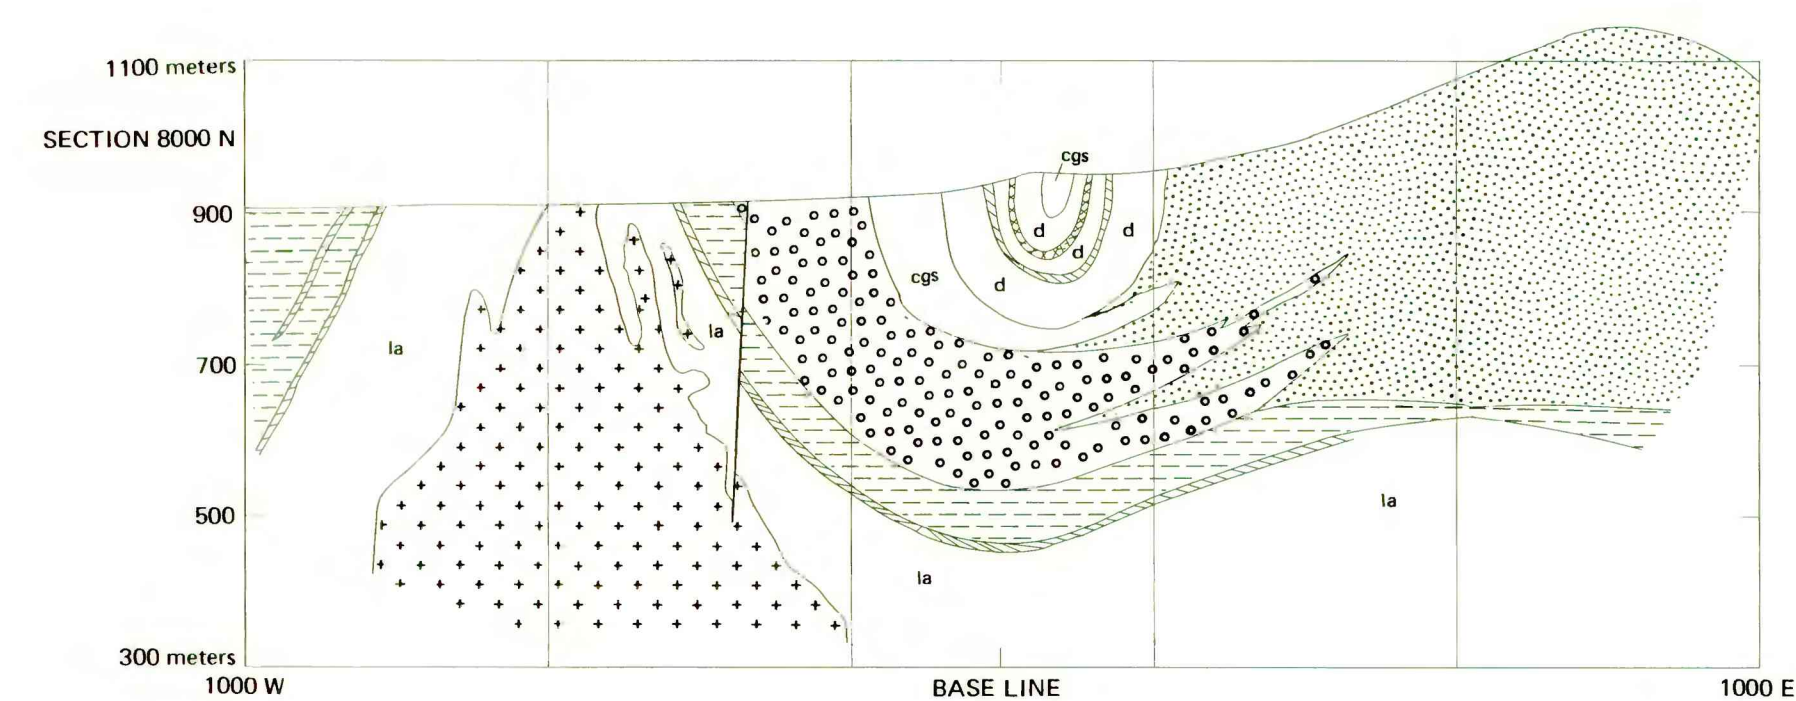 1100 meters
SECTION 8000 N
cgs
900
d
d
d
cgs
d
la
la
700
500
la
la
300 meters
1000 W
BASE LINE
1000 E